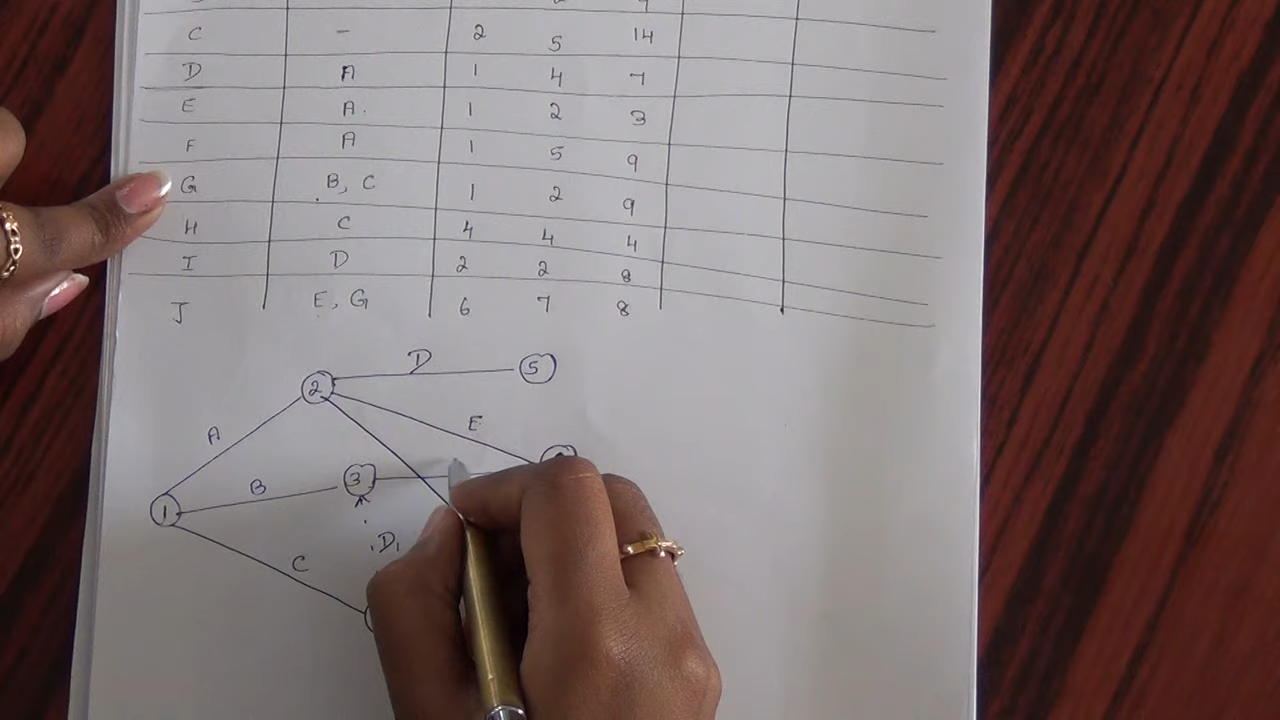 C - 2 5 14
D A 1 4 7
E A. 1 2 3
F A 1 5 9
G B, C 1 2 9
H C 4 4 4
I D 2 2 8
J E, G 6 7 8
D
2 5
A E
B 3
1
D1
C